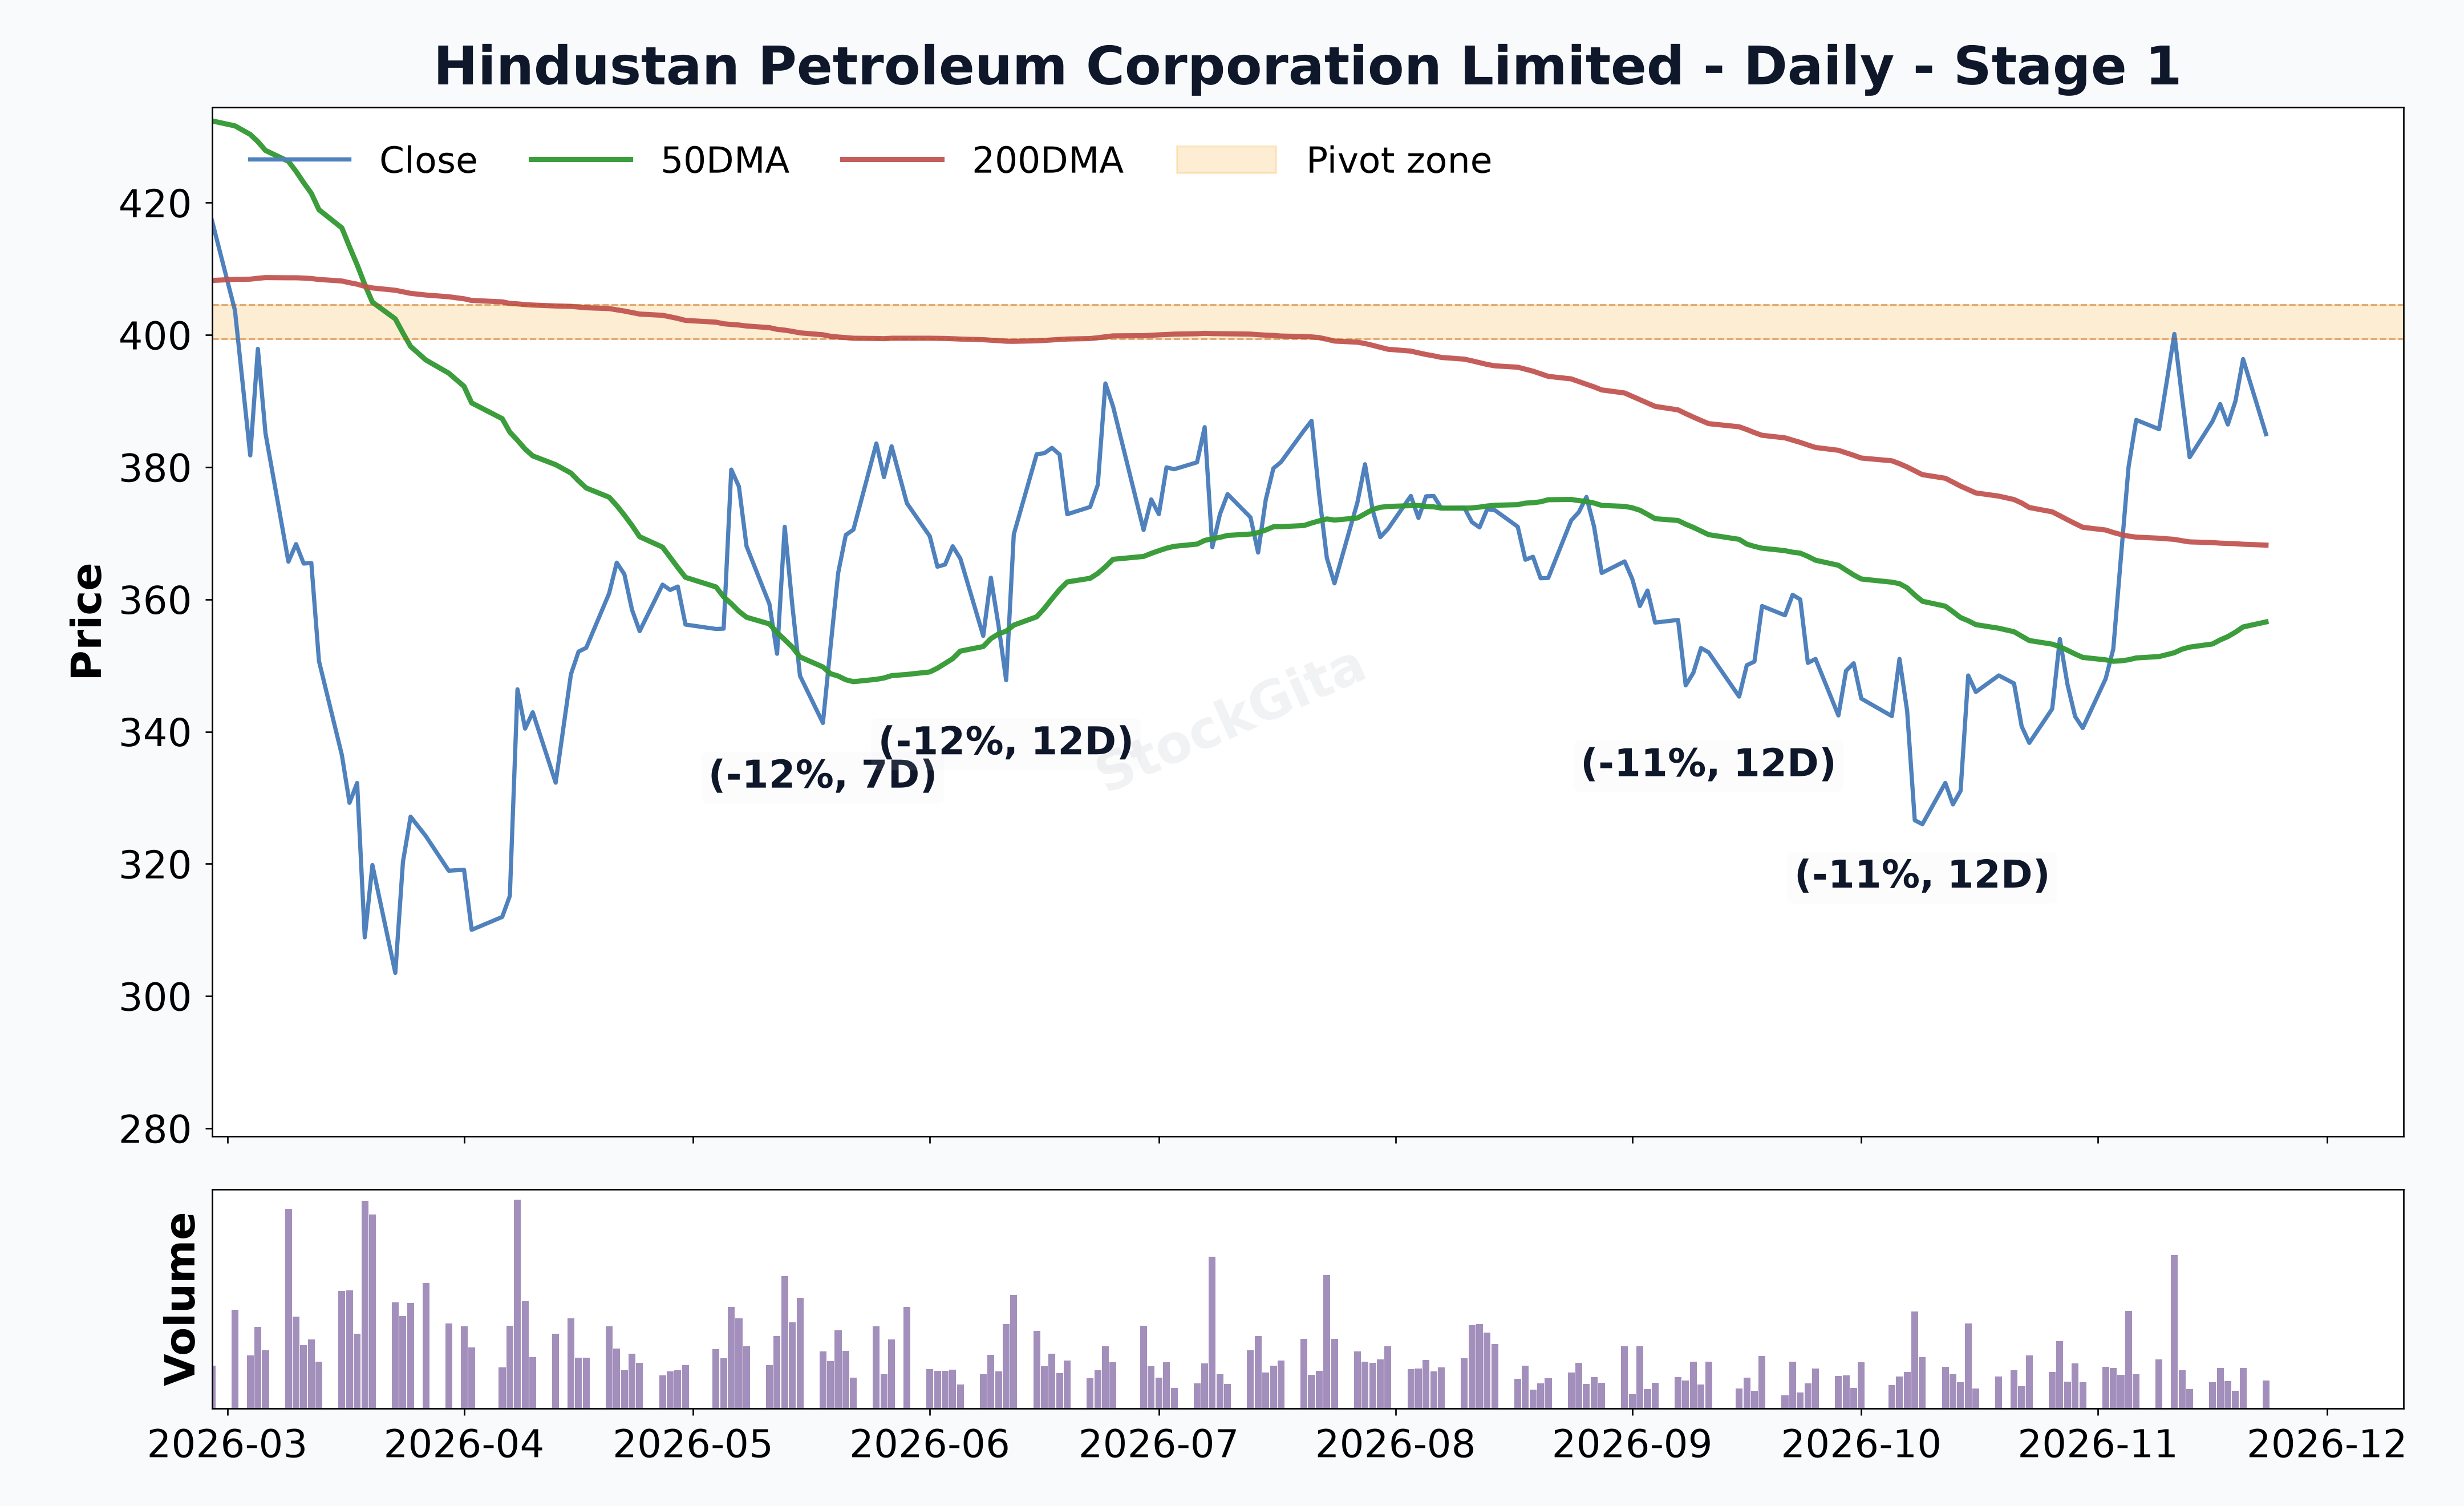 Hindustan Petroleum Corporation Limited - Daily - Stage 1
Close 50DMA 200DMA Pivot zone
Price
420
400
380
360
340
320
300
280
(-12%, 12D)
(-12%, 7D)
(-11%, 12D)
(-11%, 12D)
StockGita
Volume
2026-03 2026-04 2026-05 2026-06 2026-07 2026-08 2026-09 2026-10 2026-11 2026-12